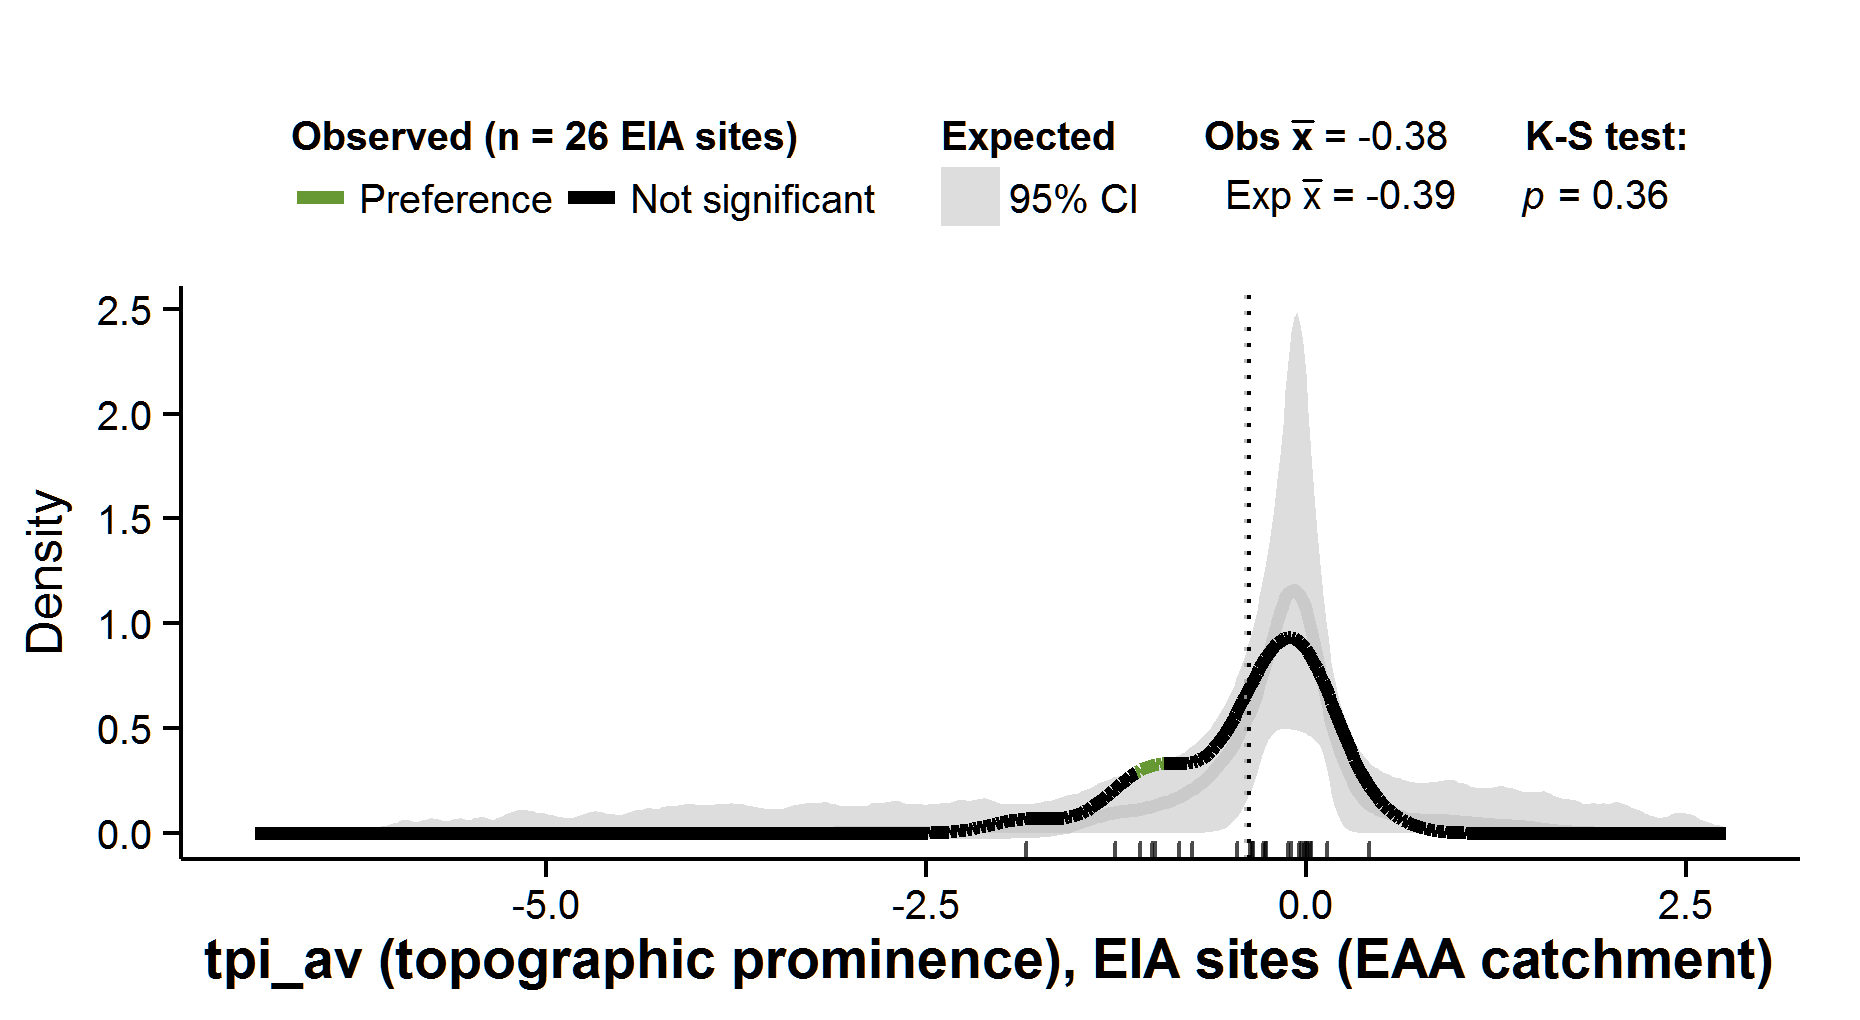 Observed (n = 26 EIA sites) Expected Obs x̅ = -0.38 K-S test:
Preference Not significant 95% CI Exp x̅ = -0.39 p = 0.36
2.5
2.0
1.5
1.0
0.5
0.0
Density
-5.0 -2.5 0.0 2.5
tpi_av (topographic prominence), EIA sites (EAA catchment)